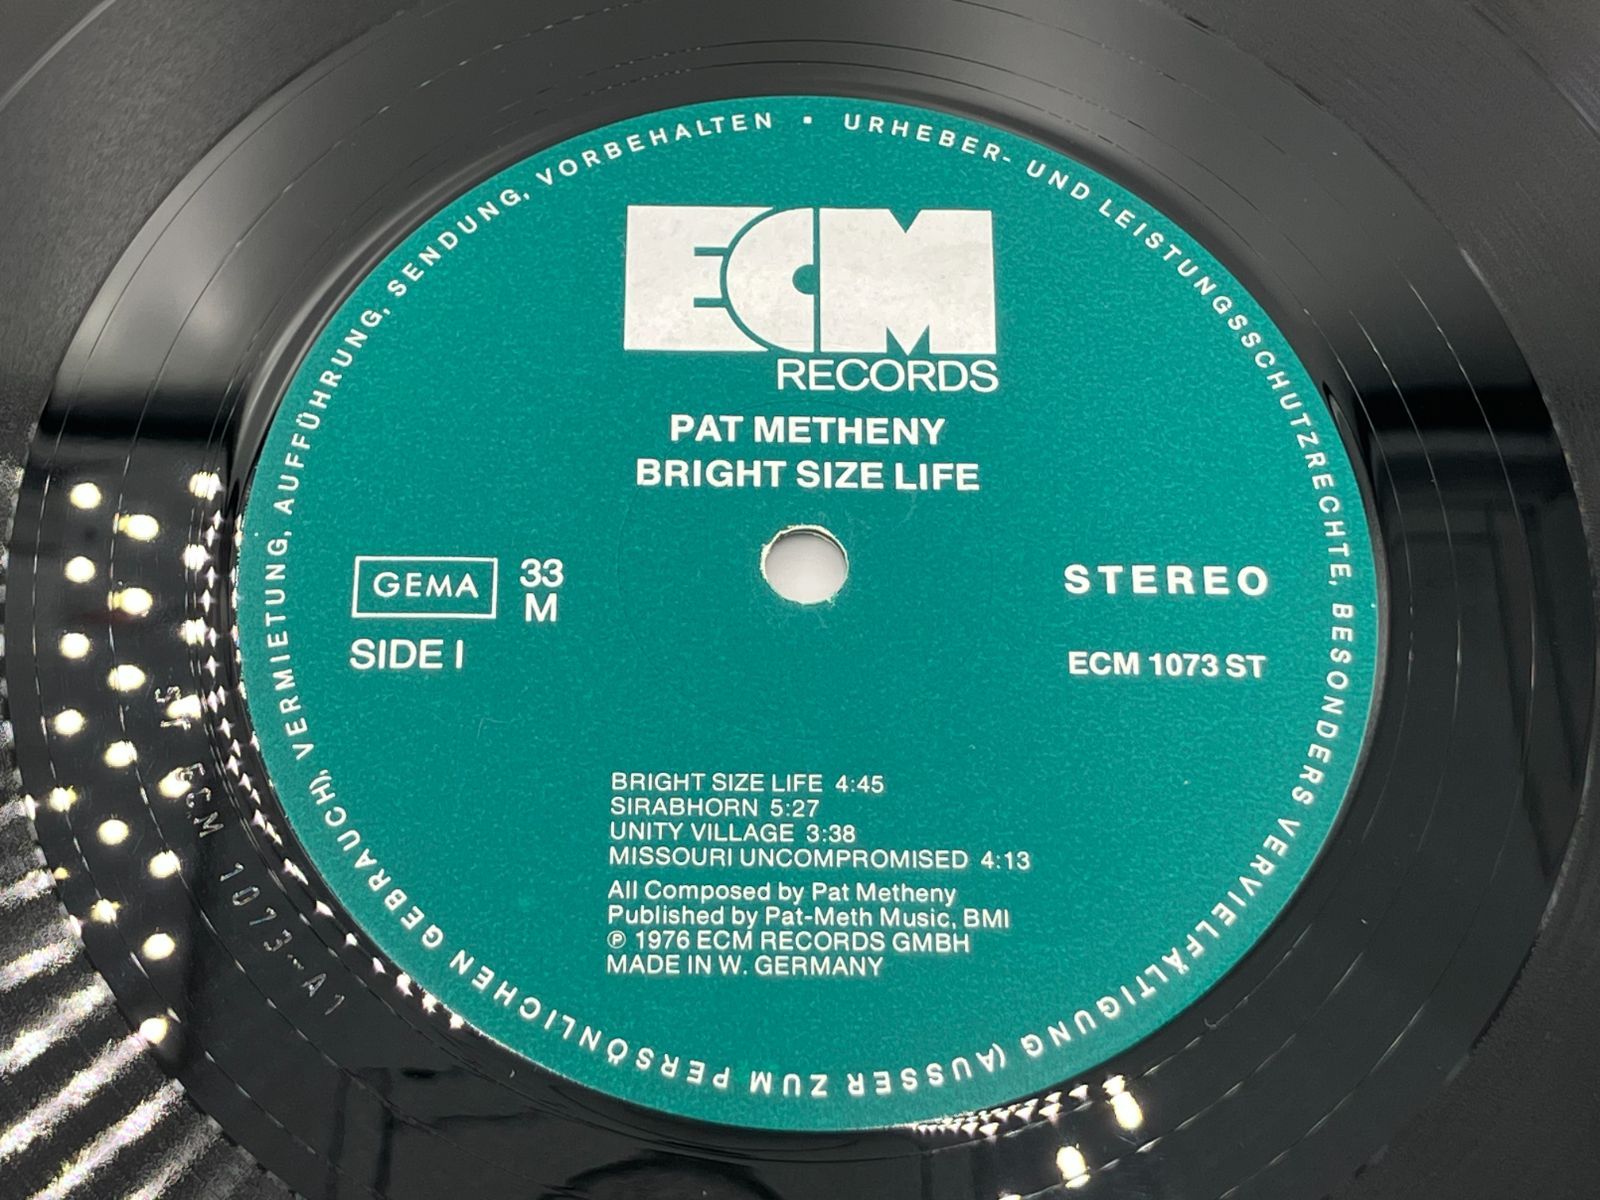 URHEBER- UND LEISTUNGSSCHUTZRECHTE, BESONDERS VERVIELFÄLTIGUNG (AUSSER ZUM PERSÖNLICHEN GEBRAUCH), VERMIETUNG, AUFFÜHRUNG, SENDUNG, VORBEHALTEN •
ECM
RECORDS
PAT METHENY
BRIGHT SIZE LIFE
GEMA
33
M
SIDE I
STEREO
ECM 1073 ST
BRIGHT SIZE LIFE 4:45
SIRABHORN 5:27
UNITY VILLAGE 3:38
MISSOURI UNCOMPROMISED 4:13
All Composed by Pat Metheny
Published by Pat-Meth Music, BMI
℗ 1976 ECM RECORDS GMBH
MADE IN W. GERMANY
ST ECM 1073-A1